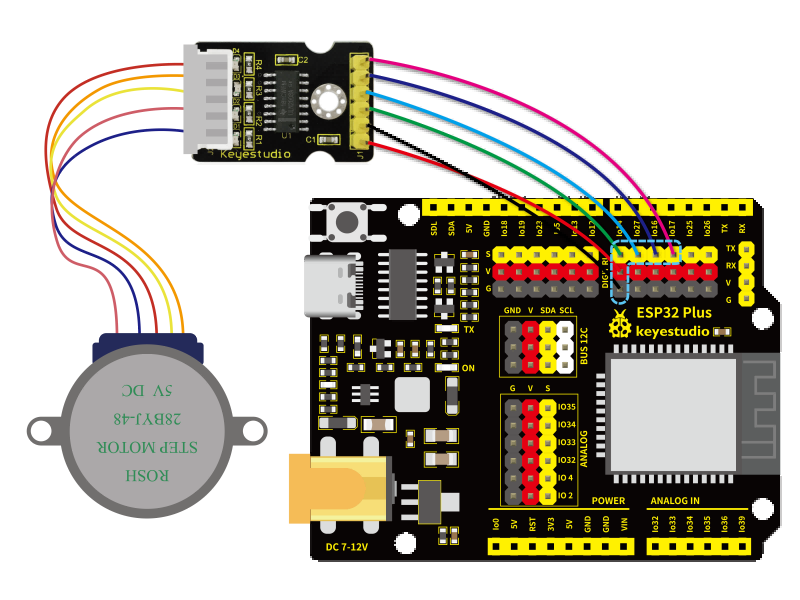 C2
R4
R3
R2
R1
U1
C1
J1
Keyestudio
SDL
SDA
5V
GND
Io18
Io19
Io23
Io13
Io12
Io27
Io16
Io17
Io25
Io26
TX
RX
S
V
G
TX
RX
V
G
ESP32 Plus
keyestudio
GND V SDA SCL
BUS I2C
TX
ON
G V S
IO35
IO34
IO33
IO32
IO 4
IO 2
ANALOG
5V DC
28BYJ-48
STEP MOTOR
ROSH
POWER
ANALOG IN
Io0
5V
RST
3V3
5V
GND
GND
VIN
Io32
Io33
Io34
Io35
Io36
Io39
DC 7-12V